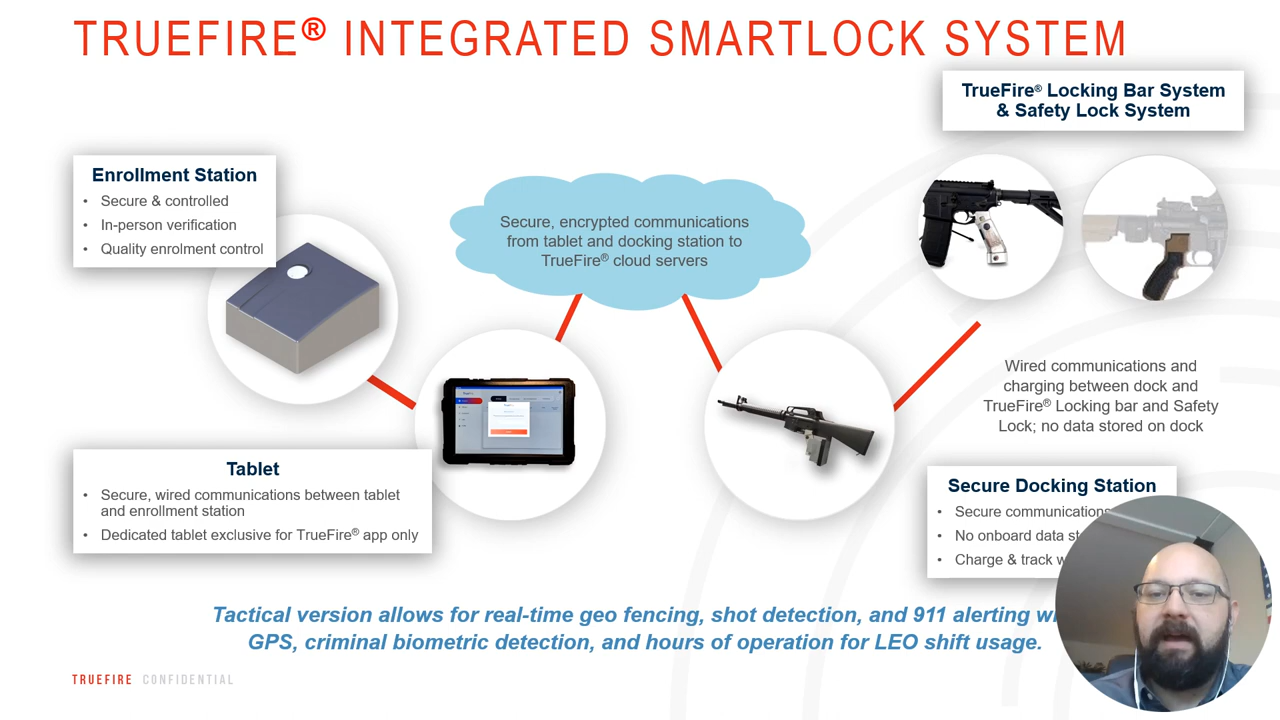 TRUEFIRE® INTEGRATED SMARTLOCK SYSTEM
TrueFire® Locking Bar System
& Safety Lock System
Enrollment Station
• Secure & controlled
• In-person verification
• Quality enrolment control
Secure, encrypted communications
from tablet and docking station to
TrueFire® cloud servers
Wired communications and
charging between dock and
TrueFire® Locking bar and Safety
Lock; no data stored on dock
Tablet
• Secure, wired communications between tablet
and enrollment station
• Dedicated tablet exclusive for TrueFire® app only
Secure Docking Station
• Secure communications
• No onboard data
• Charge & track
Tactical version allows for real-time geo fencing, shot detection, and 911 alerting
GPS, criminal biometric detection, and hours of operation for LEO shift usage.
TRUEFIRE CONFIDENTIAL